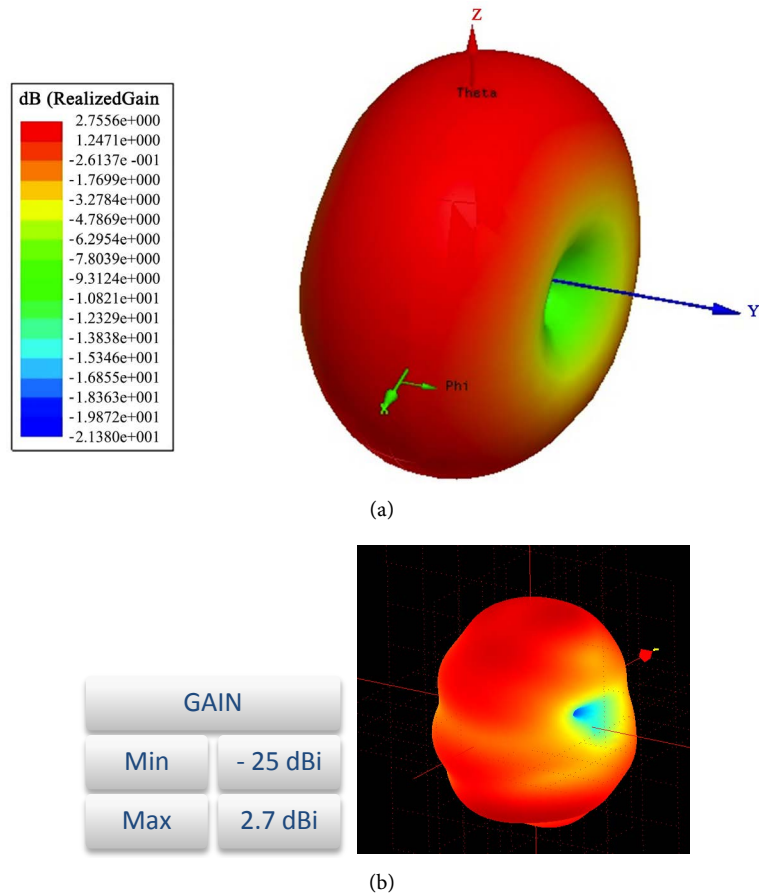 Z
Theta
dB (RealizedGain
2.7556e+000
1.2471e+000
-2.6137e -001
-1.7699e+000
-3.2784e+000
-4.7869e+000
-6.2954e+000
-7.8039e+000
-9.3124e+000
-1.0821e+001
-1.2329e+001
-1.3838e+001
-1.5346e+001
-1.6855e+001
-1.8363e+001
-1.9872e+001
-2.1380e+001
Y
Phi
(a)
GAIN
Min - 25 dBi
Max 2.7 dBi
(b)